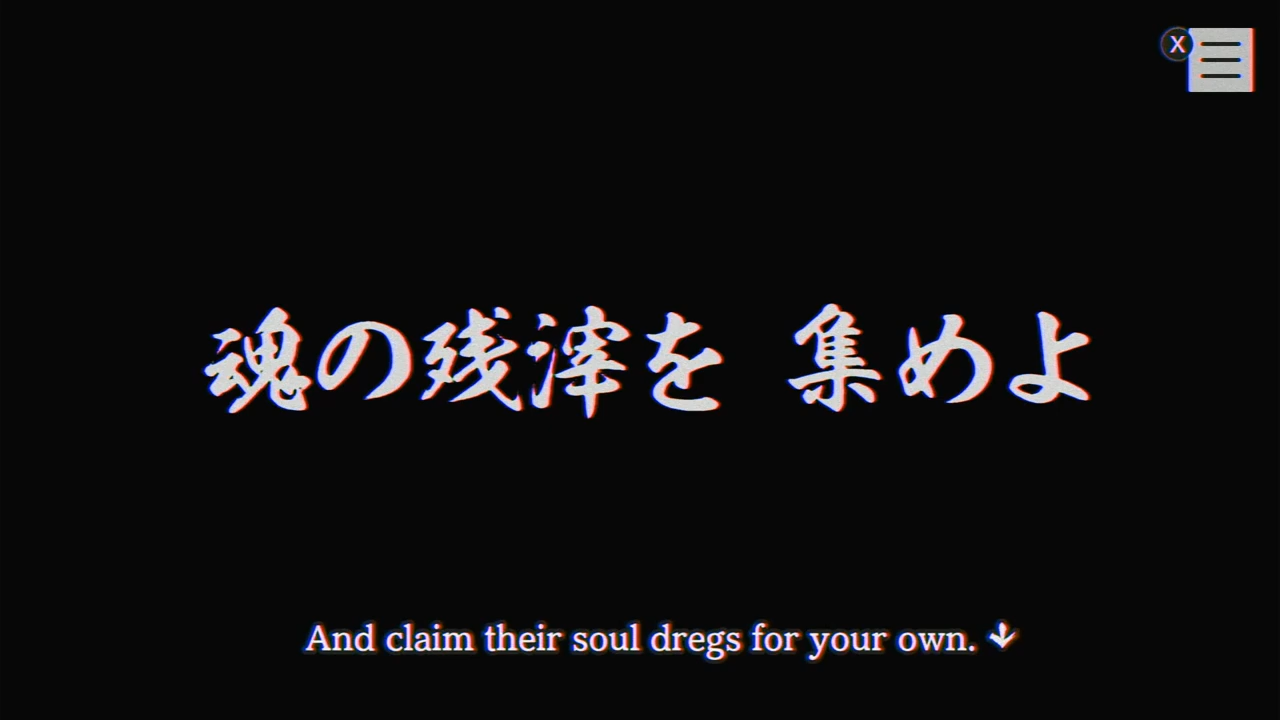 X
魂の残滓を 集めよ
And claim their soul dregs for your own.